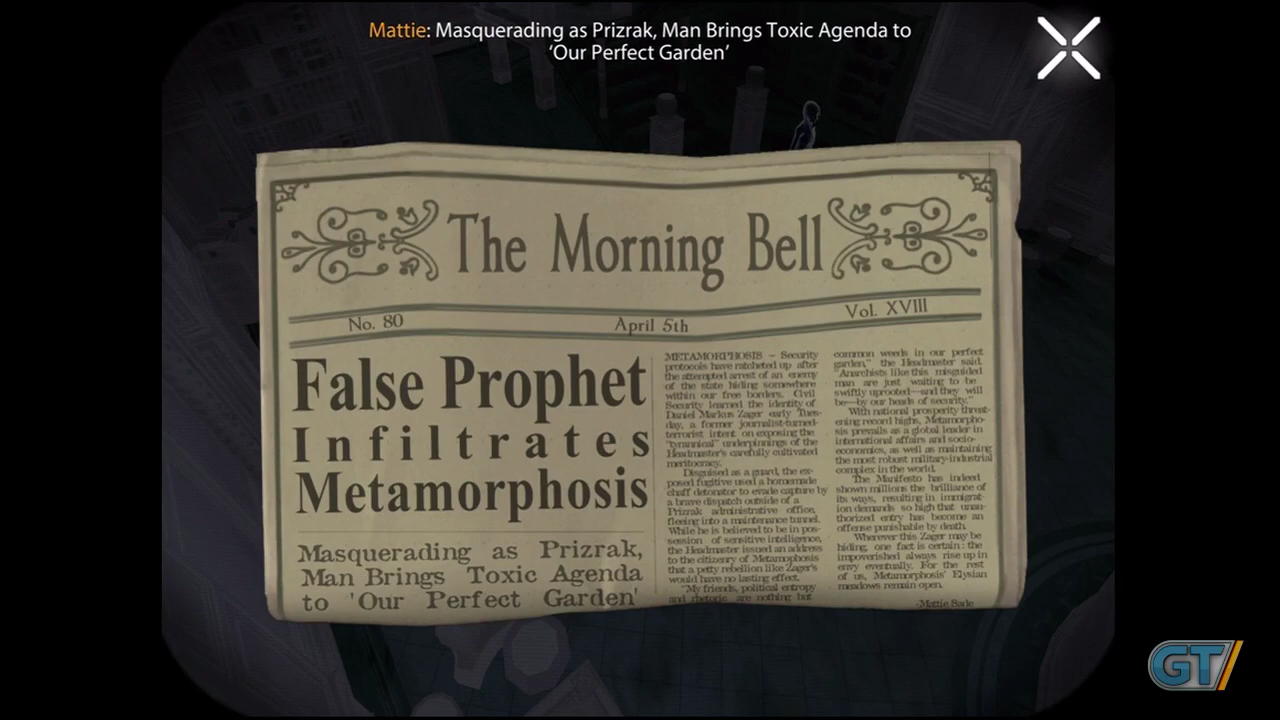 Mattie: Masquerading as Prizrak, Man Brings Toxic Agenda to
'Our Perfect Garden'
The Morning Bell
No. 80
April 5th
Vol. XVIII
False Prophet
Infiltrates
Metamorphosis
Masquerading as Prizrak,
Man Brings Toxic Agenda
to 'Our Perfect Garden'
METAMORPHOSIS – Security
protocols have ratcheted up after
the attempted arrest of an enemy
of the state hiding somewhere
within our free borders. Civil
Security learned the identity of
Daniel Markus Zager early Tues-
day, a former journalist-turned-
terrorist intent on exposing the
"tyrannical" underpinnings of the
Headmaster's carefully cultivated
meritocracy.
Disguised as a guard, the ex-
posed fugitive used a homemade
chaff detonator to evade capture by
a brave dispatch outside of a
Prizrak administrative office,
fleeing into a maintenance tunnel.
While he is believed to be in pos-
session of sensitive intelligence,
the Headmaster issued an address
to the citizenry of Metamophosis
that a petty rebellion like Zager's
would have no lasting effect.
"My friends, political entropy
and rhetoric are nothing but
common weeds in our perfect
garden," the Headmaster said.
"Anarchists like this misguided
man are just waiting to be
swiftly uprooted—and they will
be—by our heads of security."
With national prosperity threat-
ening record highs, Metamorpho-
sis prevails as a global leader in
international affairs and socio-
economics, as well as maintaining
the most robust military-industrial
complex in the world.
The Manifesto has indeed
shown millions the brilliance of
its ways, resulting in immigrat-
ion demands so high that unau-
thorized entry has become an
offense punishable by death.
Wherever this Zager may be
hiding, one fact is certain: the
impoverished always rise up in
envy eventually. For the rest
of us, Metamorphosis' Elysian
meadows remain open.
-Mattie Sade
GT